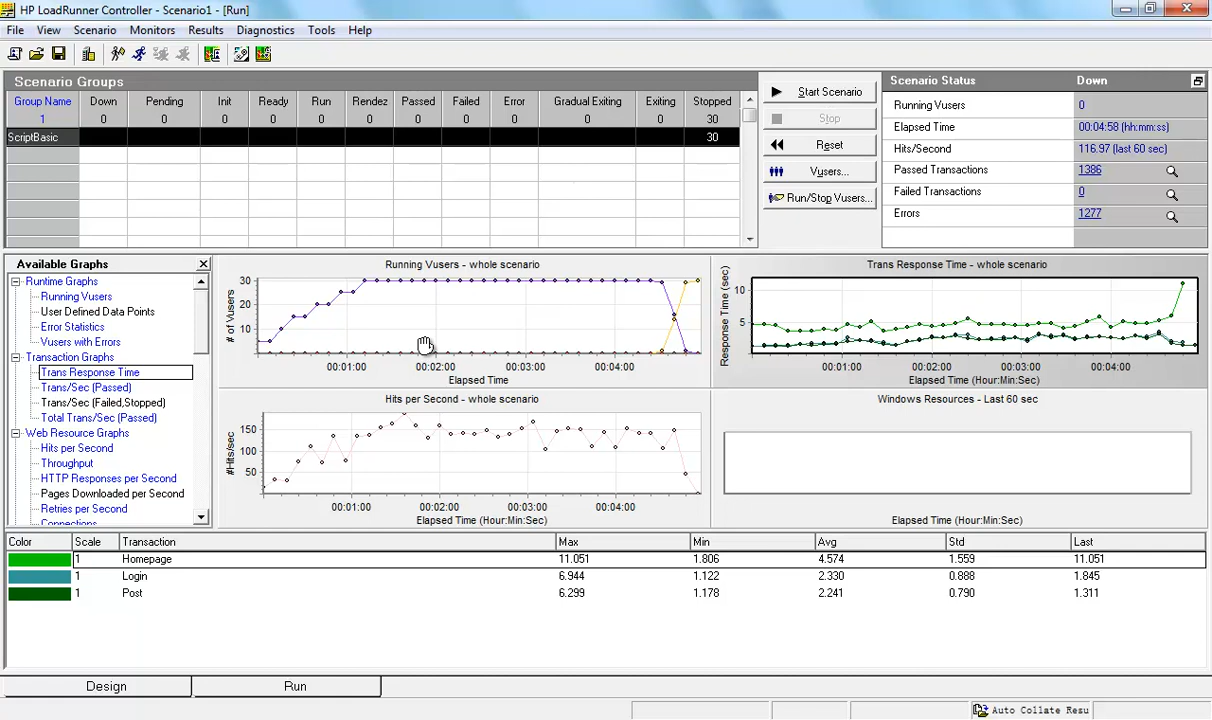 HP LoadRunner Controller - Scenario1 - [Run]
File View Scenario Monitors Results Diagnostics Tools Help
Scenario Groups
Group Name Down Pending Init Ready Run Rendez Passed Failed Error Gradual Exiting Exiting Stopped
1 0 0 0 0 0 0 0 0 0 0 0 30
ScriptBasic 30
Start Scenario
Stop
Reset
Vusers...
Run/Stop Vusers...
Scenario Status Down
Running Vusers 0
Elapsed Time 00:04:58 (hh:mm:ss)
Hits/Second 116.97 (last 60 sec)
Passed Transactions 1386
Failed Transactions 0
Errors 1277
Available Graphs
Runtime Graphs
Running Vusers
User Defined Data Points
Error Statistics
Vusers with Errors
Transaction Graphs
Trans Response Time
Trans/Sec (Passed)
Trans/Sec (Failed,Stopped)
Total Trans/Sec (Passed)
Web Resource Graphs
Hits per Second
Throughput
HTTP Responses per Second
Pages Downloaded per Second
Retries per Second
Connections
Running Vusers - whole scenario
# of Vusers
30
20
10
00:01:00 00:02:00 00:03:00 00:04:00
Elapsed Time
Trans Response Time - whole scenario
Response Time (sec)
10
5
00:01:00 00:02:00 00:03:00 00:04:00
Elapsed Time (Hour:Min:Sec)
Hits per Second - whole scenario
#Hits/sec
150
100
50
00:01:00 00:02:00 00:03:00 00:04:00
Elapsed Time (Hour:Min:Sec)
Windows Resources - Last 60 sec
Elapsed Time (Hour:Min:Sec)
Color Scale Transaction Max Min Avg Std Last
1 Homepage 11.051 1.806 4.574 1.559 11.051
1 Login 6.944 1.122 2.330 0.888 1.845
1 Post 6.299 1.178 2.241 0.790 1.311
Design Run
Auto Collate Resu